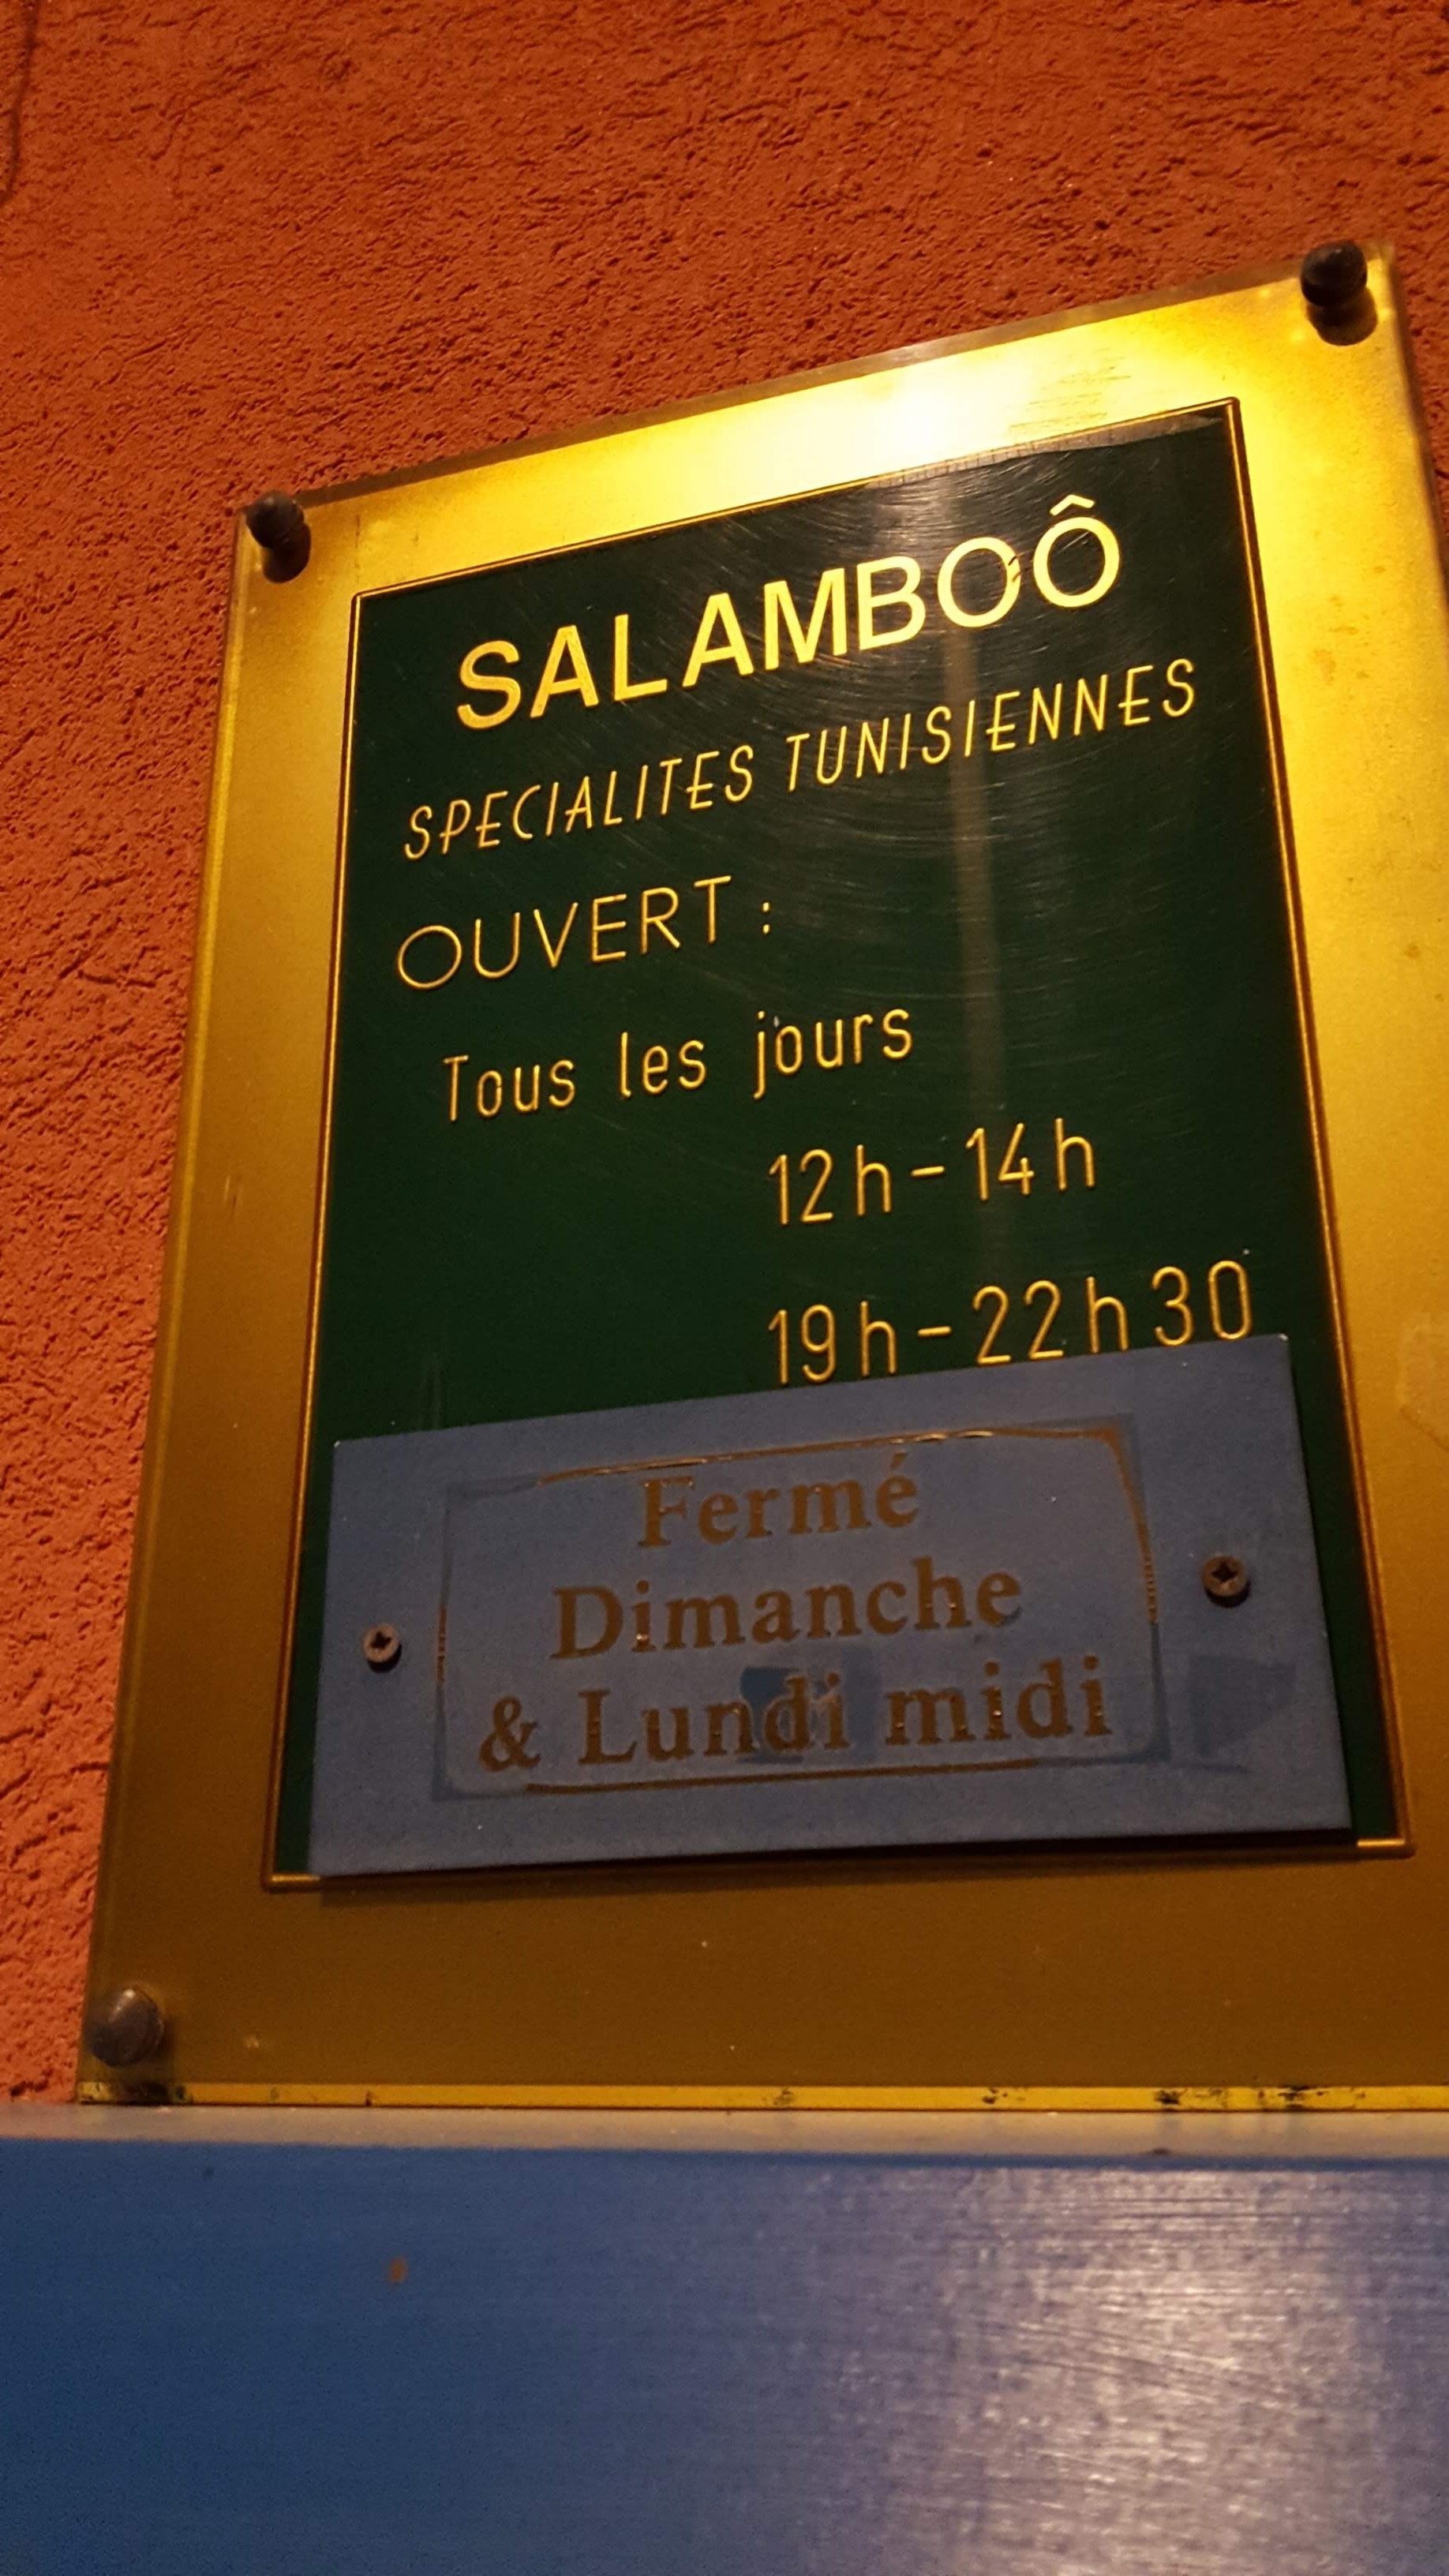 SALAMBOÔ
SPECIALITES TUNISIENNES
OUVERT :
Tous les jours
12h-14h
19h-22h30
Fermé
Dimanche
& Lundi midi